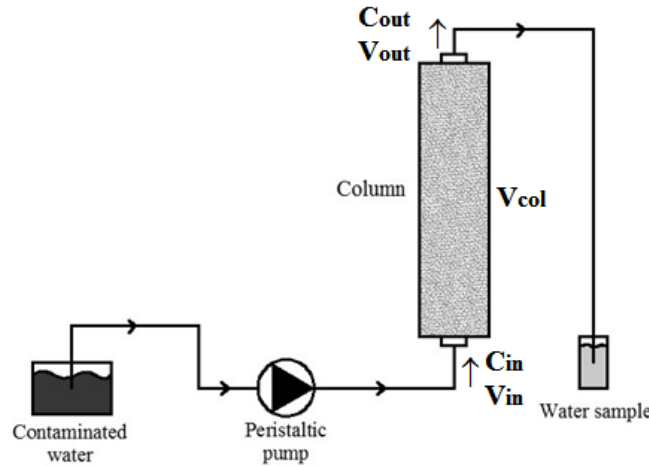 Cout
Vout
Column
Vcol
Cin
Vin
Contaminated
water
Peristaltic
pump
Water sample